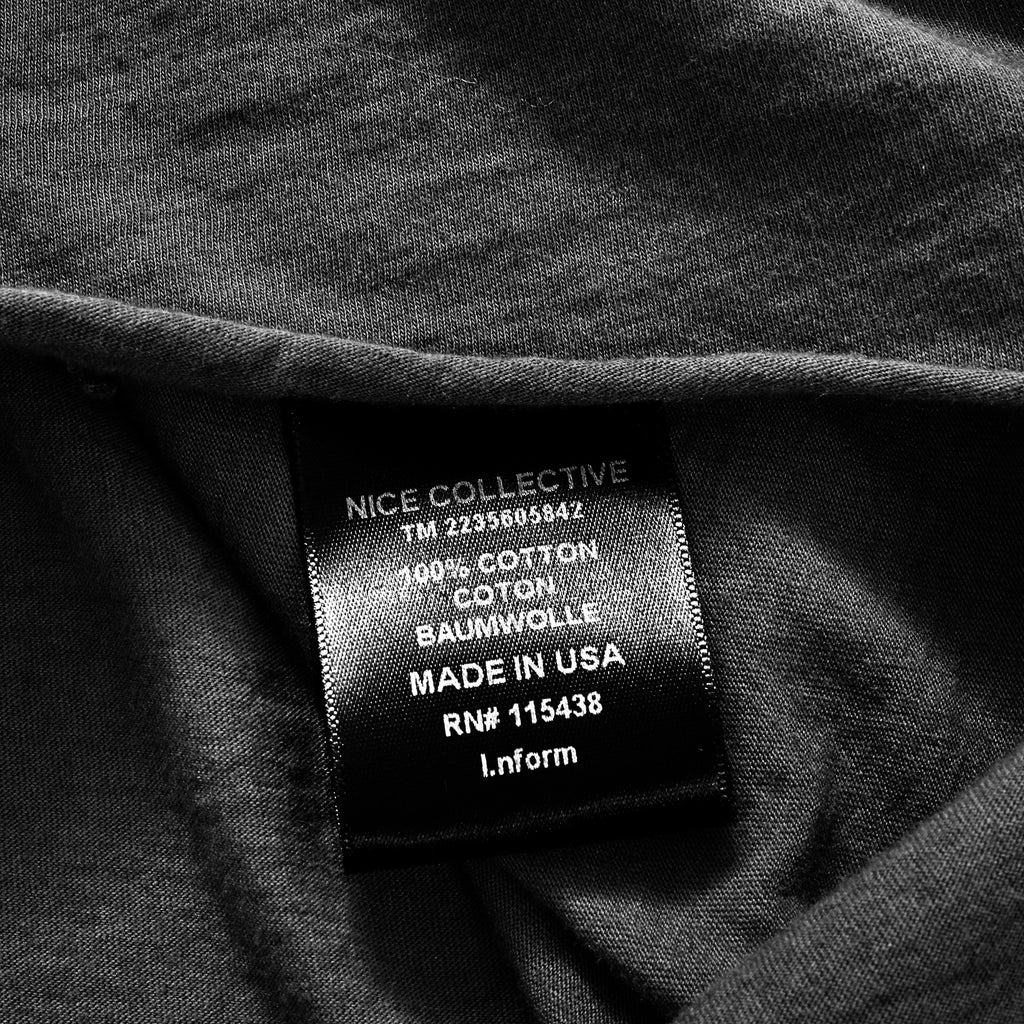 NICE COLLECTIVE
TM 2235605842
100% COTTON
COTON
BAUMWOLLE
MADE IN USA
RN# 115438
I.nform